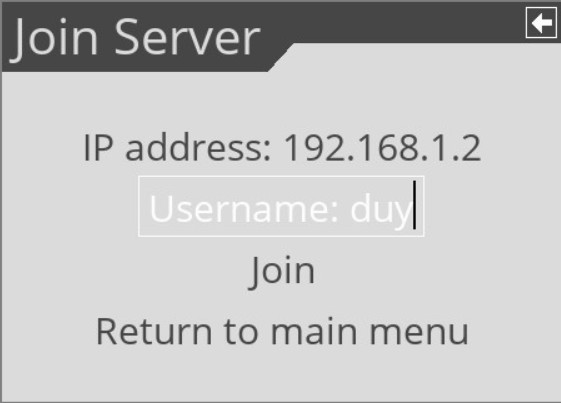 Join Server
IP address: 192.168.1.2
Username: duy
Join
Return to main menu